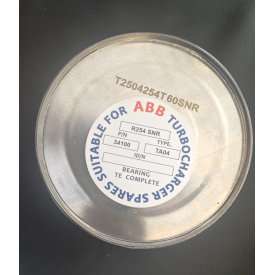 T2504254T60SNR
TURBOCHARGER SPARES SUITABLE FOR
ABB
R254 SNR
P/N
TYPE.
34100
TA04
ID/N
BEARING
TE COMPLETE